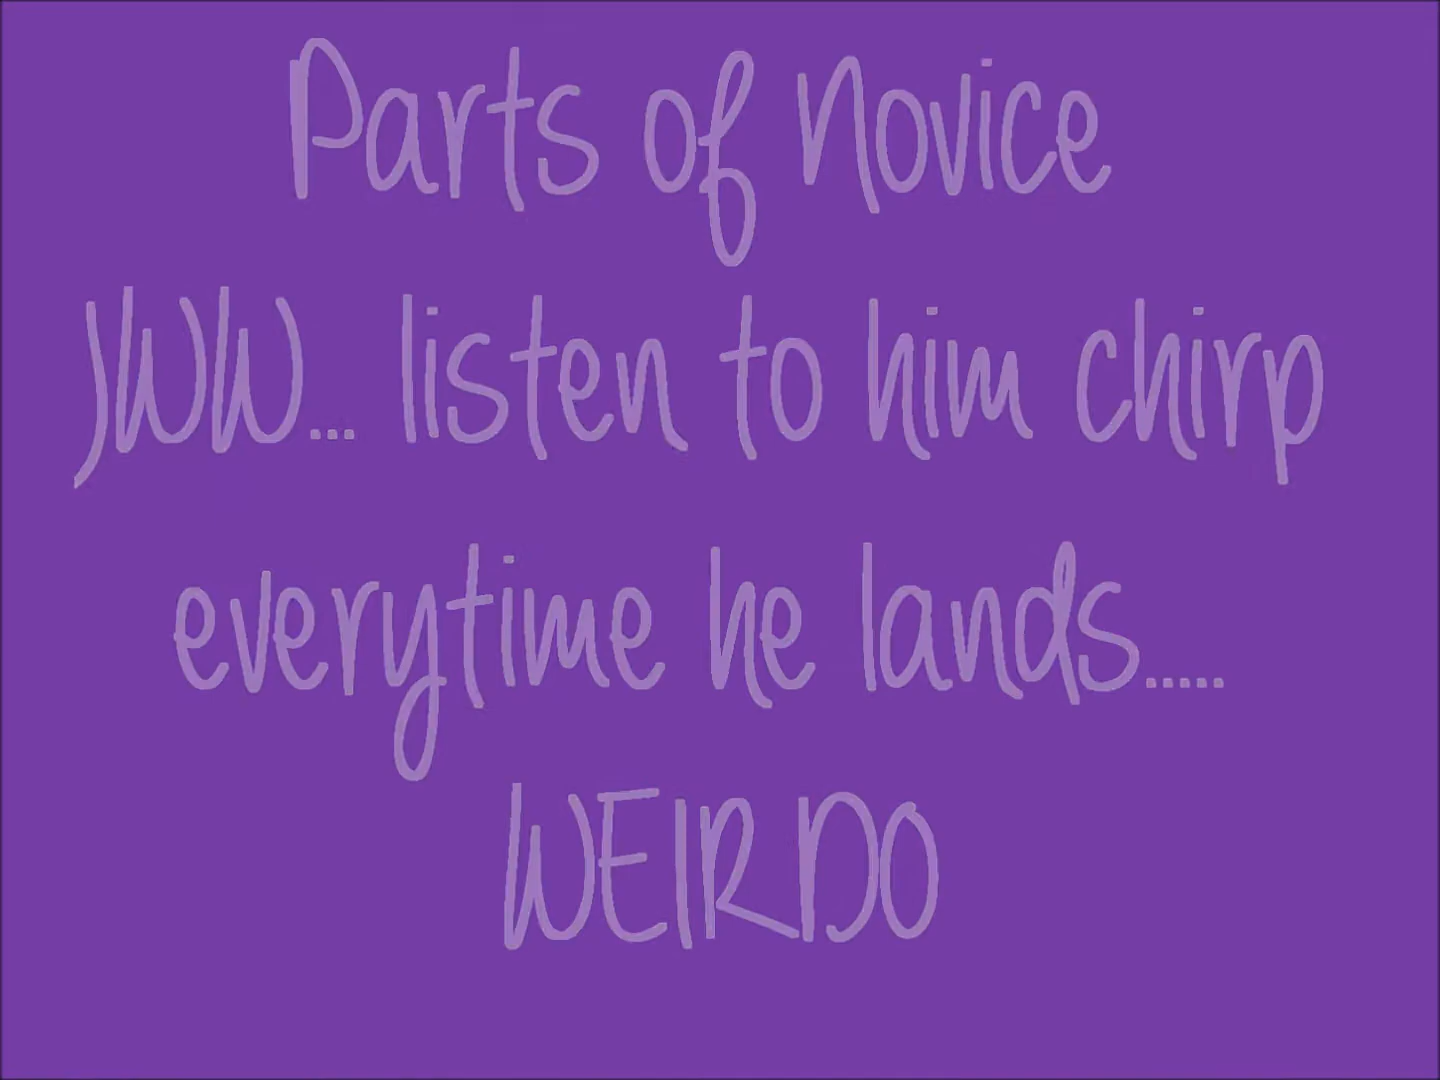 Parts of Novice
JWW... listen to him chirp
everytime he lands.....
WEIRDO